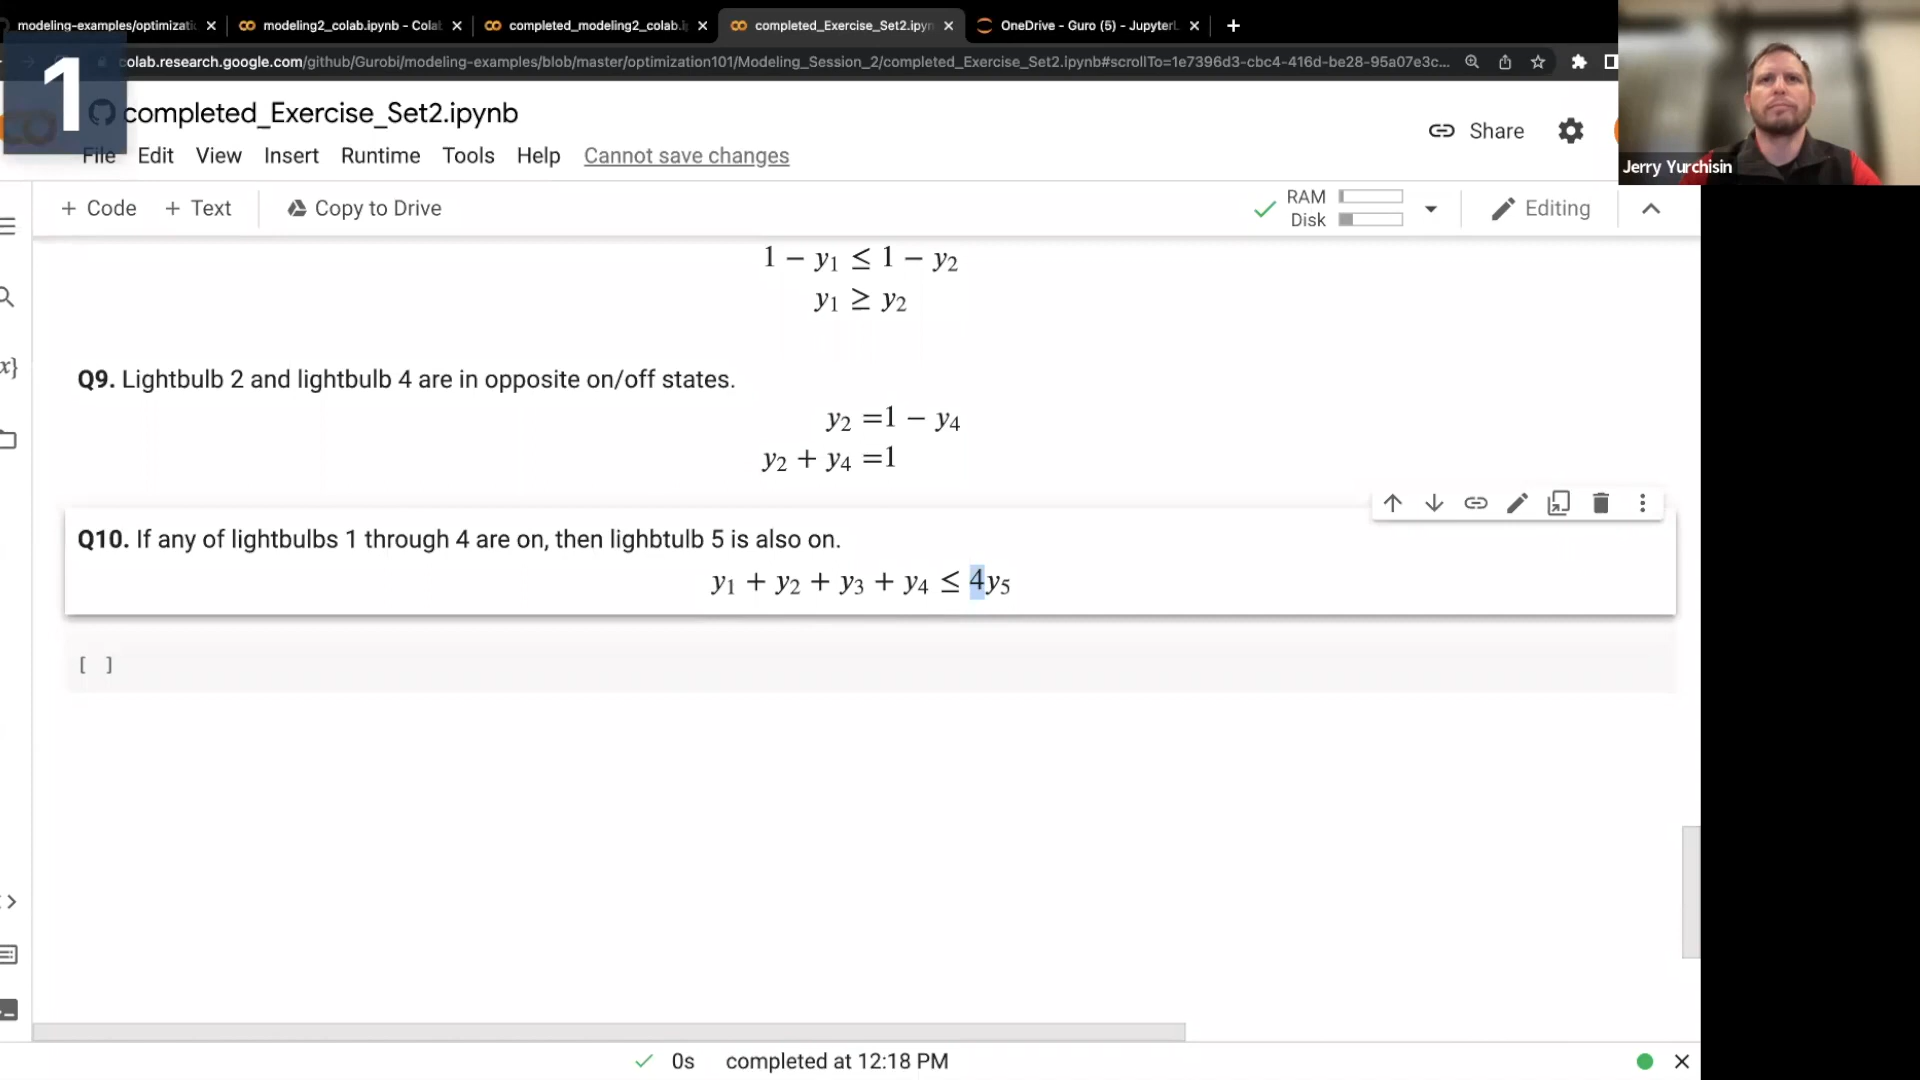 modeling-examples/optimizati
modeling2_colab.ipynb - Cola
completed_modeling2_colab.i
completed_Exercise_Set2.ipyn
OneDrive - Guro (5) - JupyterL
1
olab.research.google.com/github/Gurobi/modeling-examples/blob/master/optimization101/Modeling_Session_2/completed_Exercise_Set2.ipynb#scrollTo=1e7396d3-cbc4-416d-be28-95a07e3c...
Jerry Yurchisin
completed_Exercise_Set2.ipynb
Share
File Edit View Insert Runtime Tools Help Cannot save changes
+ Code + Text Copy to Drive
RAM
Disk
Editing
1 − y₁ ≤ 1 − y₂
y₁ ≥ y₂
x}
Q9. Lightbulb 2 and lightbulb 4 are in opposite on/off states.
y₂ =1 − y₄
y₂ + y₄ =1
Q10. If any of lightbulbs 1 through 4 are on, then lighbtulb 5 is also on.
y₁ + y₂ + y₃ + y₄ ≤ 4y₅
[ ]
0s completed at 12:18 PM